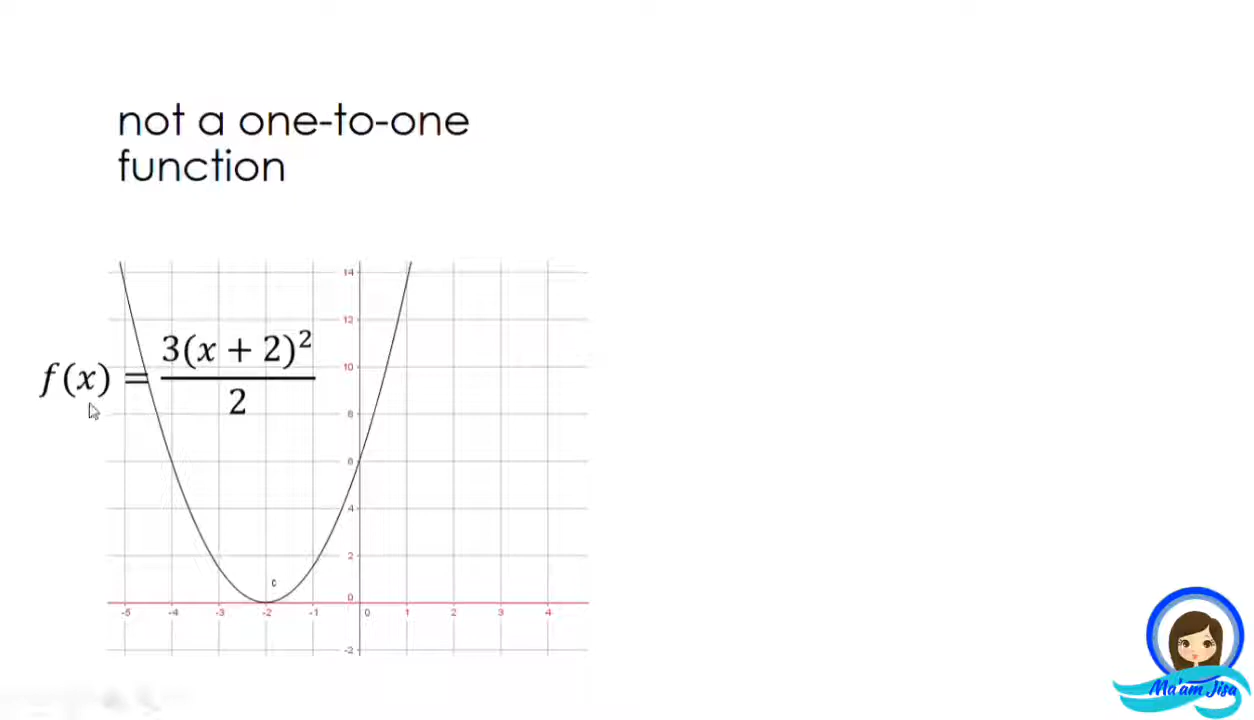 not a one-to-one
function
f(x) = 3(x + 2)² / 2
14
12
10
8
6
4
2
0
-5 -4 -3 -2 -1 0 1 2 3 4
-2
c
Ma'am Jisa